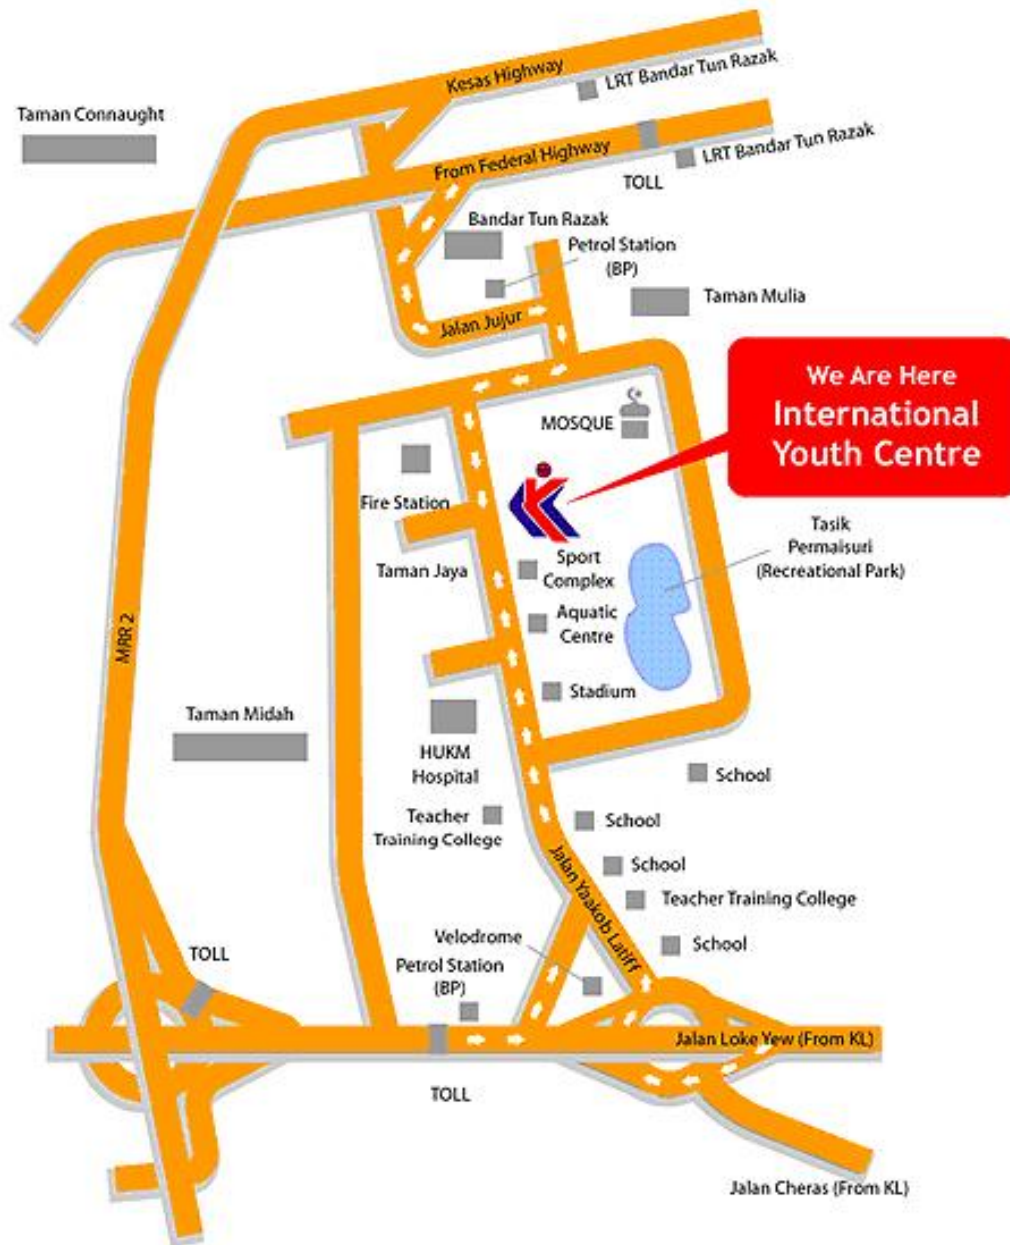 Kesas Highway
LRT Bandar Tun Razak
Taman Connaught
From Federal Highway
LRT Bandar Tun Razak
TOLL
Bandar Tun Razak
Petrol Station
(BP)
Taman Mulia
Jalan Jujur
We Are Here
International
Youth Centre
MOSQUE
Fire Station
Tasik
Permaisuri
(Recreational Park)
Taman Jaya
Sport
Complex
Aquatic
Centre
MRR 2
Stadium
Taman Midah
HUKM
Hospital
School
Teacher
Training College
School
Jalan Yaakob Latiff
School
Teacher Training College
Velodrome
School
TOLL
Petrol Station
(BP)
Jalan Loke Yew (From KL)
TOLL
Jalan Cheras (From KL)